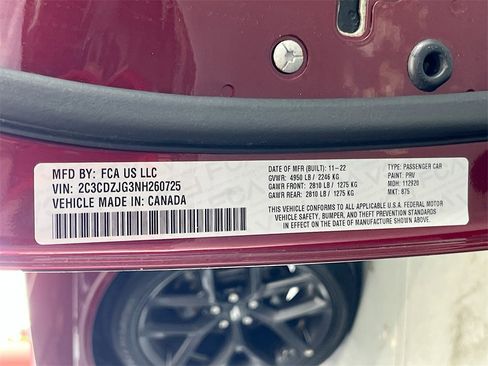 MFD BY: FCA US LLC
VIN: 2C3CDZJG3NH260725
VEHICLE MADE IN: CANADA
DATE OF MFR (BUILT): 11-22
GVWR: 4950 LB / 2246 KG
GAWR FRONT: 2810 LB / 1275 KG
GAWR REAR: 2810 LB / 1275 KG
TYPE: PASSENGER CAR
PAINT: PRV
MDH: 112920
MKT: 875
THIS VEHICLE CONFORMS TO ALL APPLICABLE U.S.A. FEDERAL MOTOR
VEHICLE SAFETY, BUMPER, AND THEFT PREVENTION STANDARDS
IN EFFECT ON THE DATE OF MANUFACTURE SHOWN ABOVE.